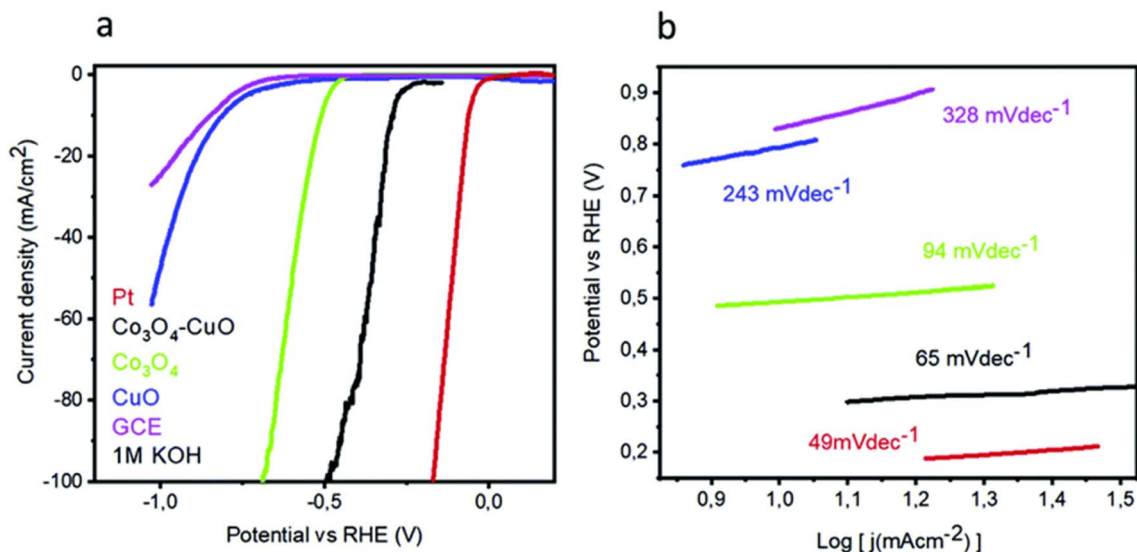 a
0
-20
-40
-60
-80
-100
Current density (mA/cm²)
Pt
Co₃O₄-CuO
Co₃O₄
CuO
GCE
1M KOH
-1,0
-0,5
0,0
Potential vs RHE (V)
b
0,9
0,8
0,7
0,6
0,5
0,4
0,3
0,2
Potential vs RHE (V)
328 mVdec⁻¹
243 mVdec⁻¹
94 mVdec⁻¹
65 mVdec⁻¹
49mVdec⁻¹
0,9
1,0
1,1
1,2
1,3
1,4
1,5
Log [ j(mAcm⁻²) ]